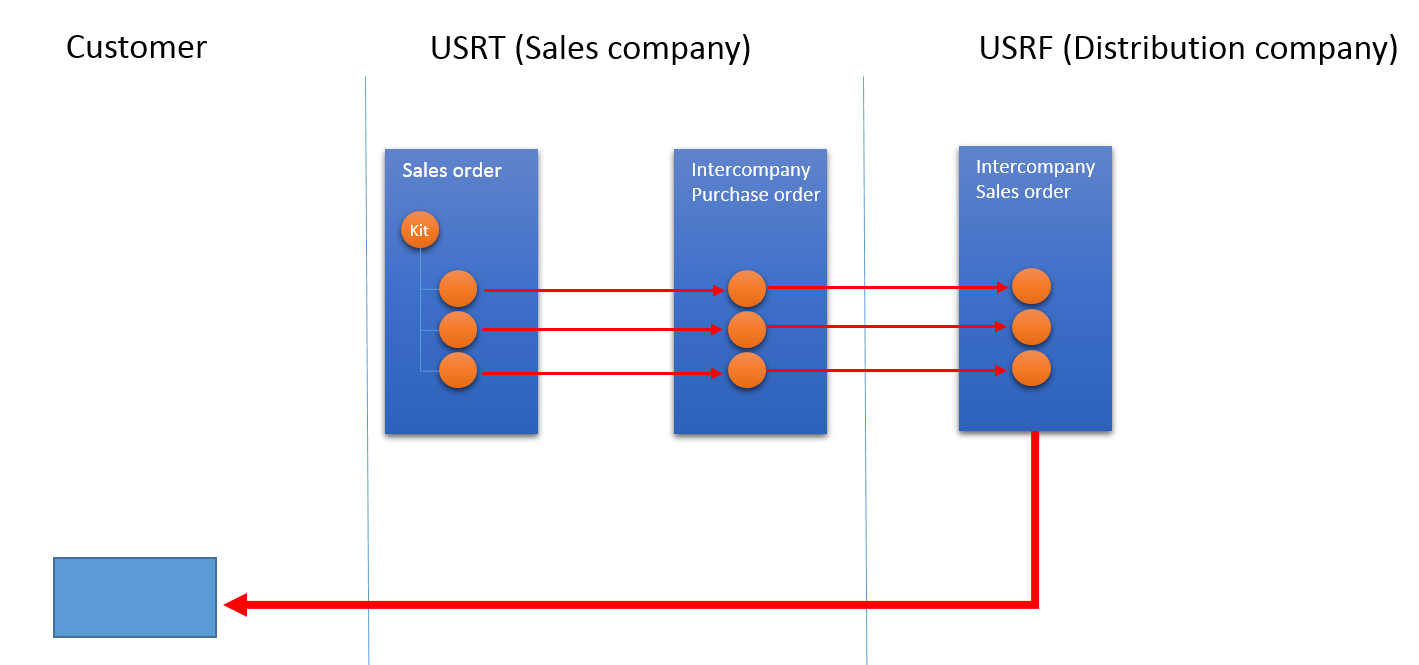 Customer
USRT (Sales company)
USRF (Distribution company)
Sales order
Kit
Intercompany
Purchase order
Intercompany
Sales order